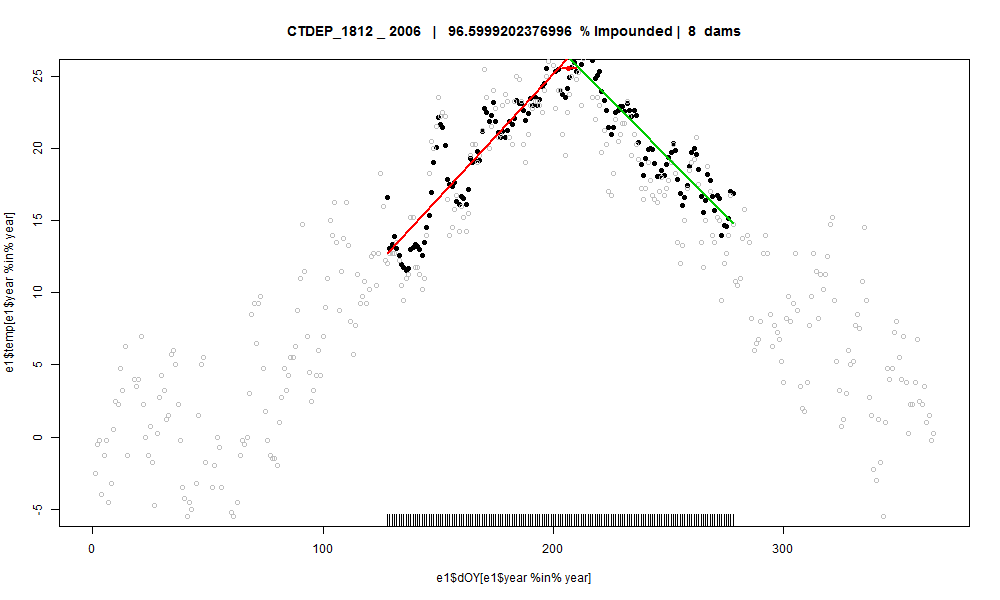 CTDEP_1812 _ 2006 | 96.5999202376996 % Impounded | 8 dams
e1$temp[e1$year %in% year]
25
20
15
10
5
0
-5
0 100 200 300
e1$dOY[e1$year %in% year]